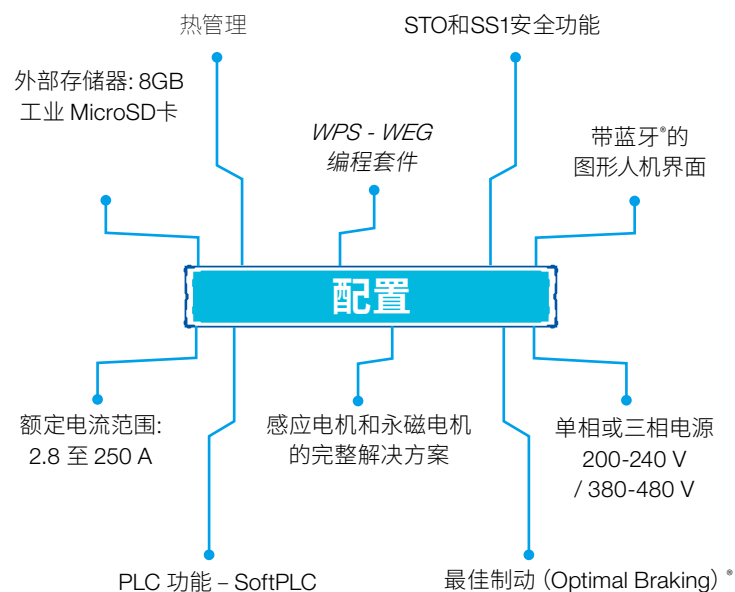 热管理
STO和SS1安全功能
外部存储器: 8GB
工业 MicroSD卡
WPS - WEG
编程套件
带蓝牙®的
图形人机界面
配置
额定电流范围:
2.8 至 250 A
感应电机和永磁电机
的完整解决方案
单相或三相电源
200-240 V
/ 380-480 V
PLC 功能 – SoftPLC
最佳制动（Optimal Braking）®